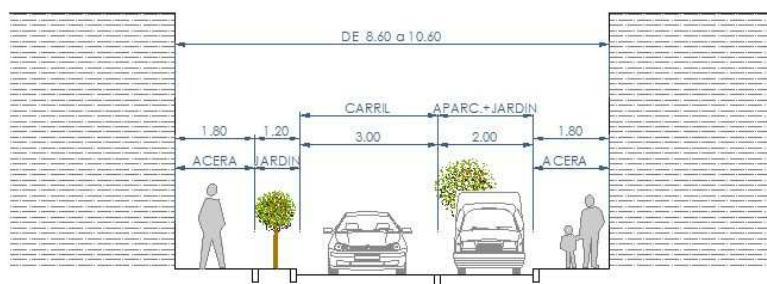 DE 8.60 a 10.60
CARRIL APARC.+JARDIN
1.80 1.20 3.00 2.00 1.80
ACERA JARDIN ACERA